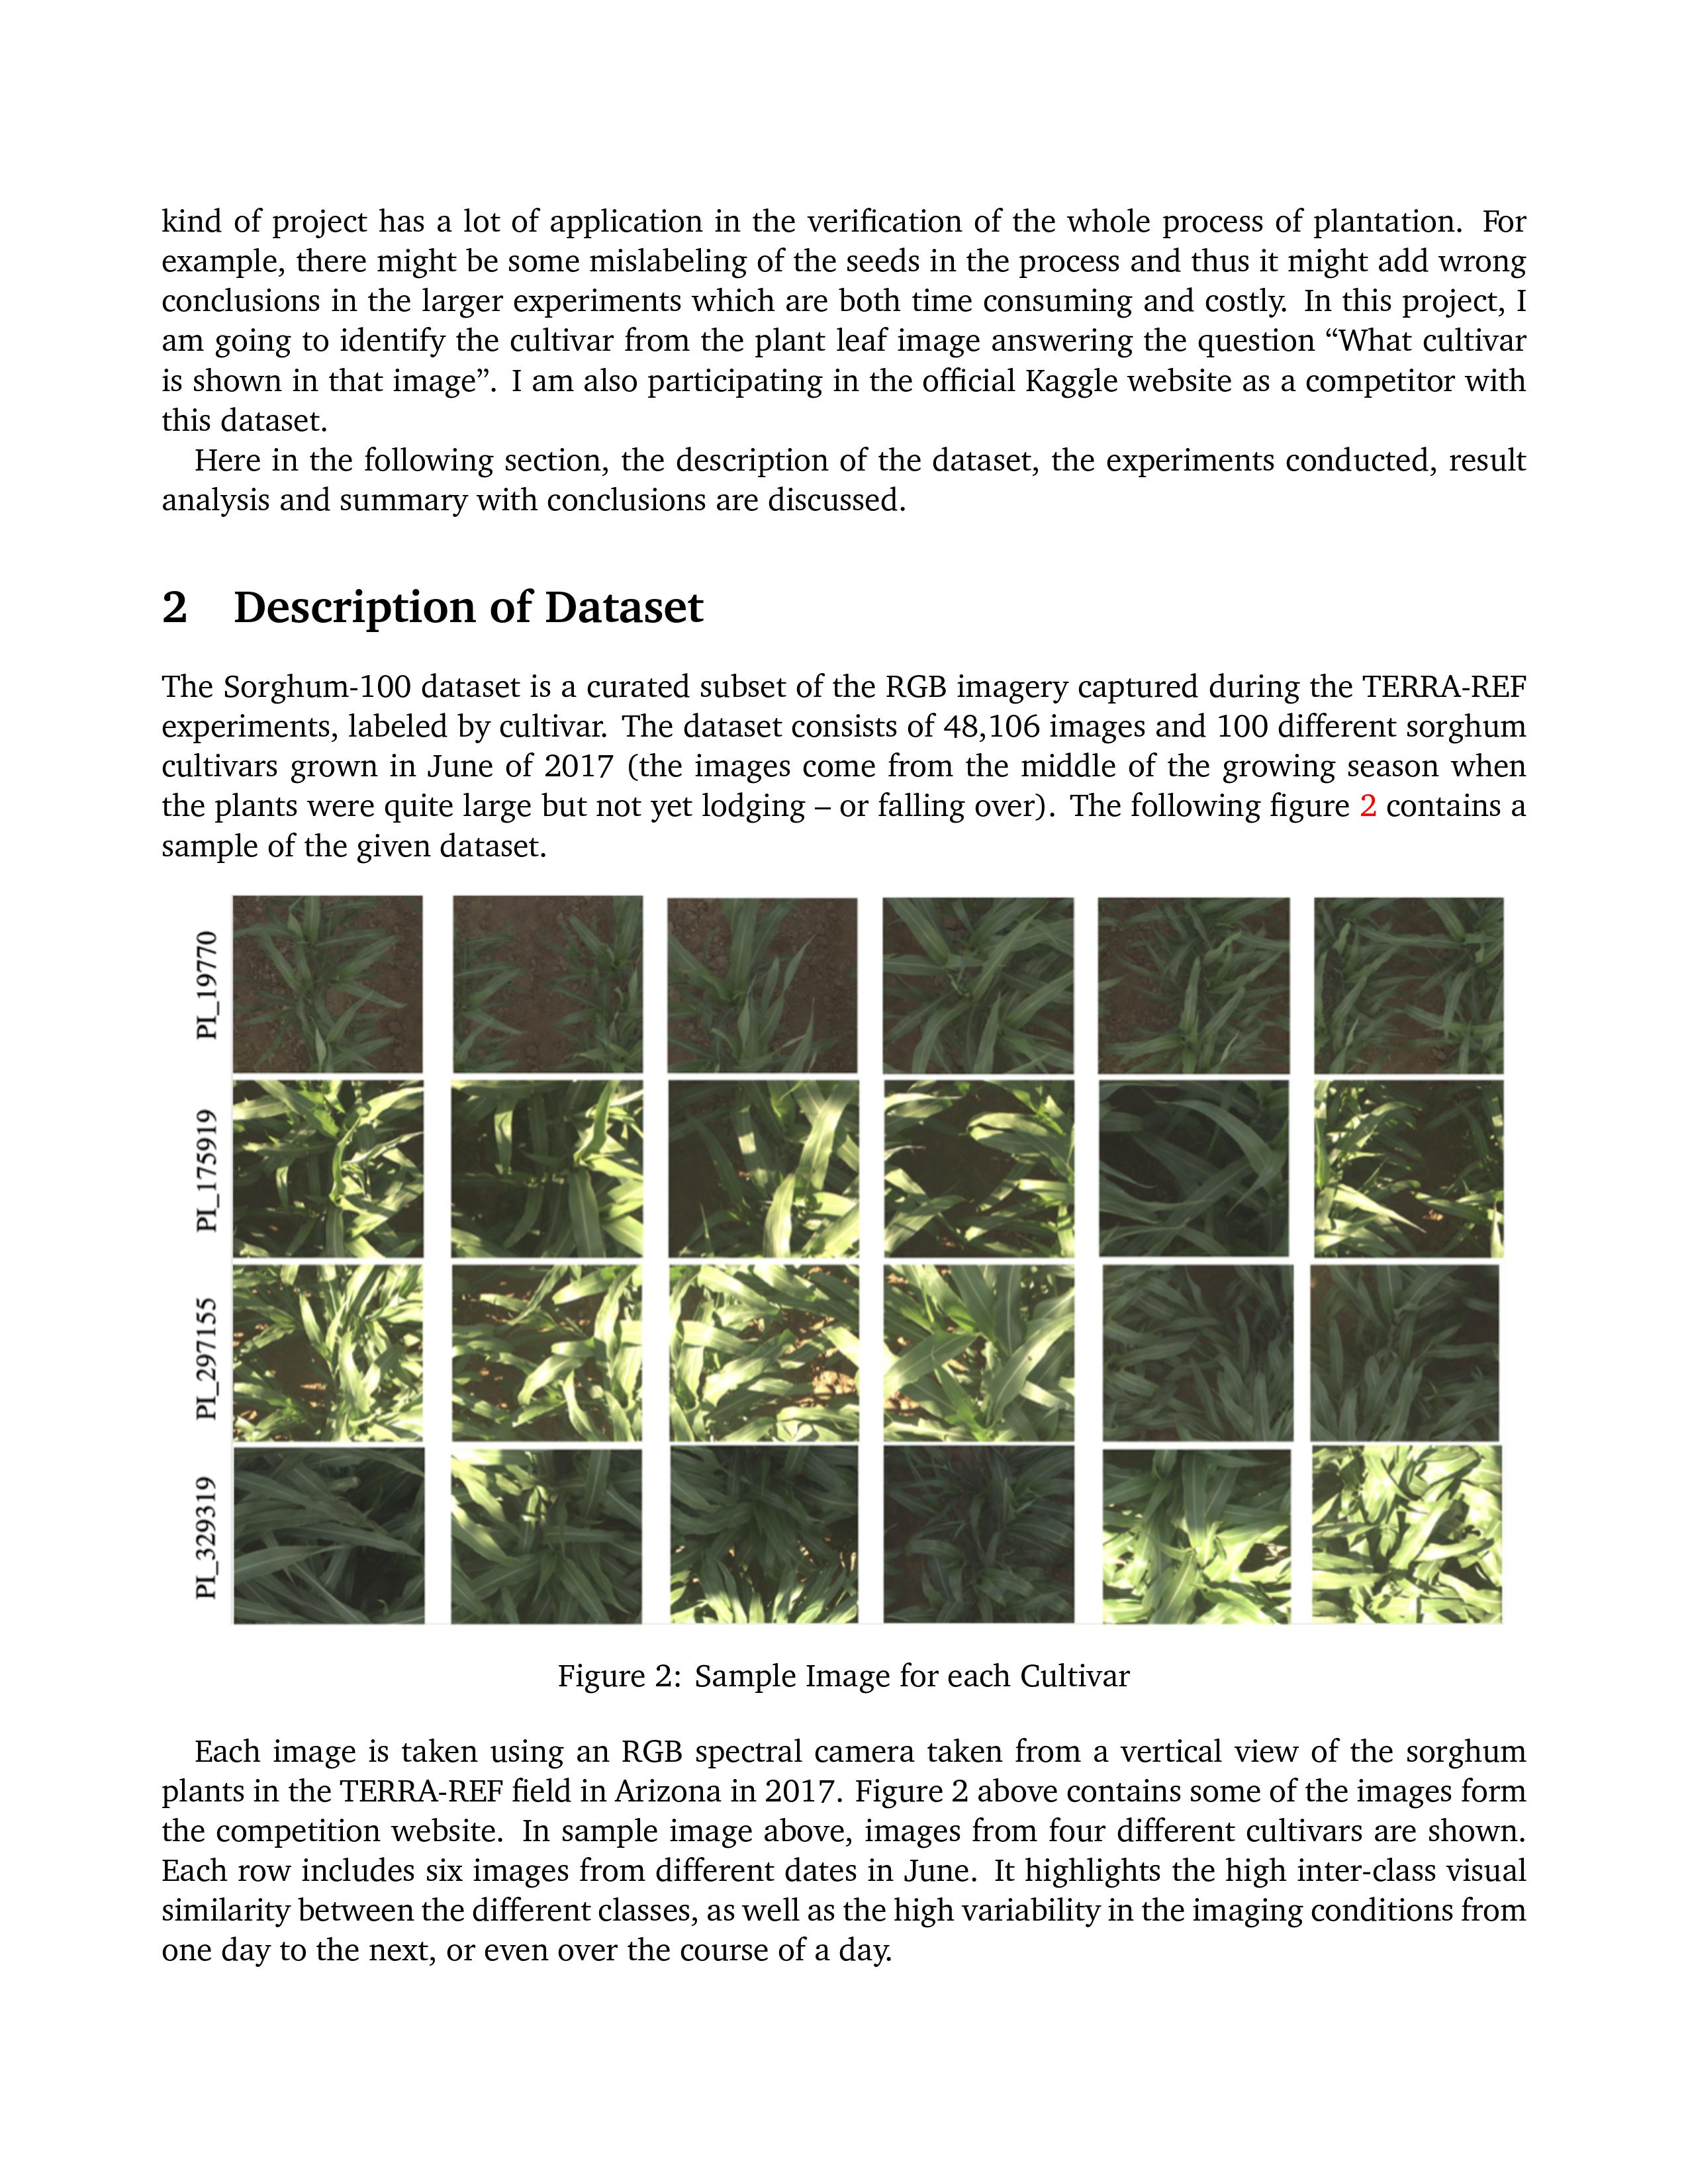 kind of project has a lot of application in the verification of the whole process of plantation. For
example, there might be some mislabeling of the seeds in the process and thus it might add wrong
conclusions in the larger experiments which are both time consuming and costly. In this project, I
am going to identify the cultivar from the plant leaf image answering the question “What cultivar
is shown in that image”. I am also participating in the official Kaggle website as a competitor with
this dataset.
Here in the following section, the description of the dataset, the experiments conducted, result
analysis and summary with conclusions are discussed.
2 Description of Dataset
The Sorghum-100 dataset is a curated subset of the RGB imagery captured during the TERRA-REF
experiments, labeled by cultivar. The dataset consists of 48,106 images and 100 different sorghum
cultivars grown in June of 2017 (the images come from the middle of the growing season when
the plants were quite large but not yet lodging – or falling over). The following figure 2 contains a
sample of the given dataset.
PI_19770
PI_175919
PI_297155
PI_329319
Figure 2: Sample Image for each Cultivar
Each image is taken using an RGB spectral camera taken from a vertical view of the sorghum
plants in the TERRA-REF field in Arizona in 2017. Figure 2 above contains some of the images form
the competition website. In sample image above, images from four different cultivars are shown.
Each row includes six images from different dates in June. It highlights the high inter-class visual
similarity between the different classes, as well as the high variability in the imaging conditions from
one day to the next, or even over the course of a day.